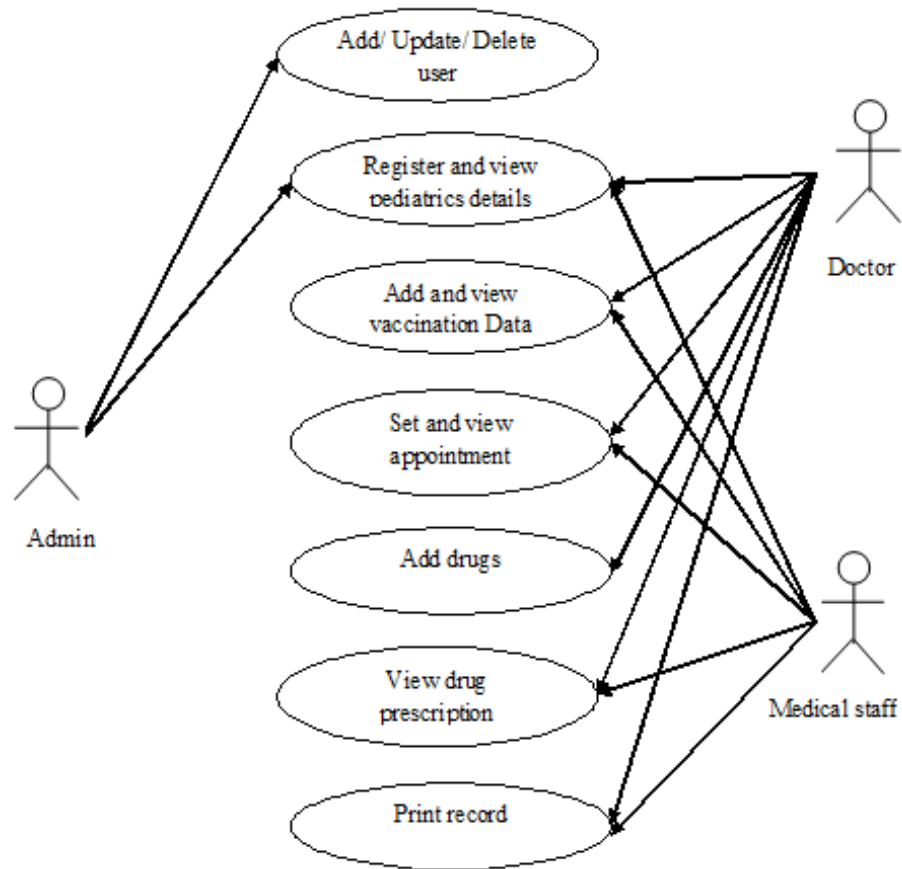 Add/ Update/ Delete
user
Register and view
pediatrics details
Doctor
Add and view
vaccination Data
Set and view
appointment
Admin
Add drugs
View drug
prescription
Medical staff
Print record